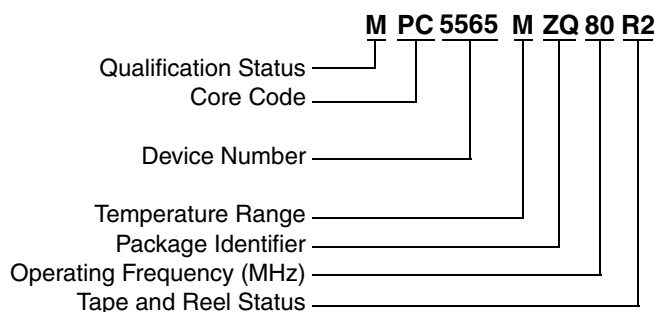 M PC 5565 M ZQ 80 R2
Qualification Status
Core Code
Device Number
Temperature Range
Package Identifier
Operating Frequency (MHz)
Tape and Reel Status